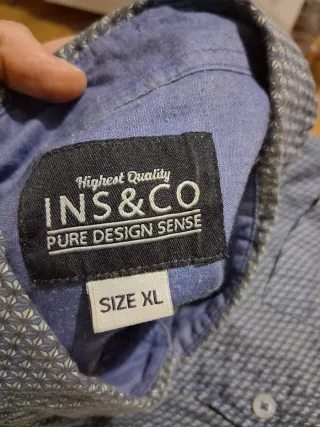 Highest Quality
INS&CO
PURE DESIGN SENSE
SIZE XL